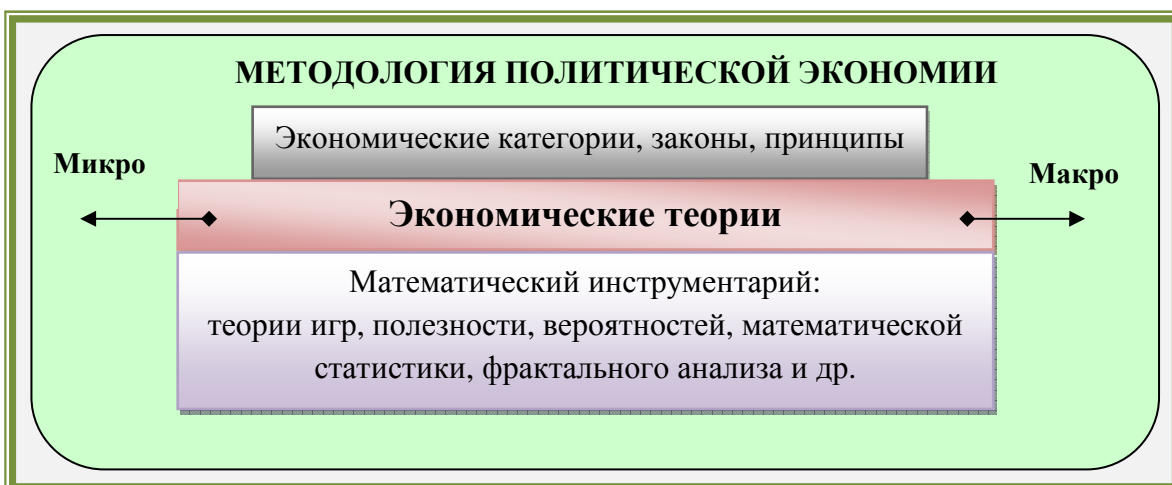 МЕТОДОЛОГИЯ ПОЛИТИЧЕСКОЙ ЭКОНОМИИ
Экономические категории, законы, принципы
Микро
Макро
Экономические теории
Математический инструментарий:
теории игр, полезности, вероятностей, математической
статистики, фрактального анализа и др.